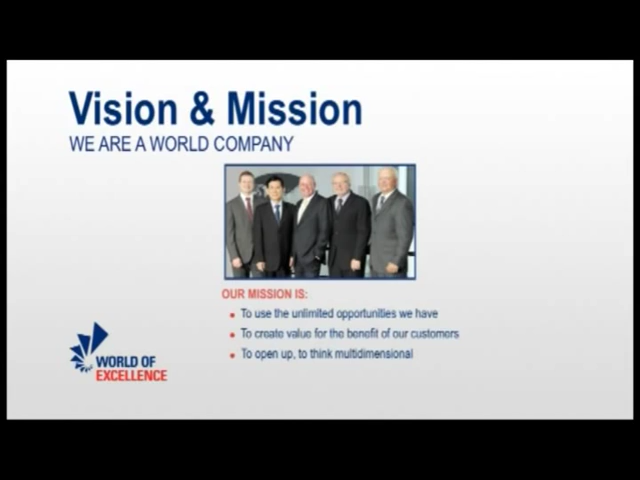 Vision & Mission
WE ARE A WORLD COMPANY
OUR MISSION IS:
To use the unlimited opportunities we have
To create value for the benefit of our customers
To open up, to think multidimensional
WORLD OF
EXCELLENCE